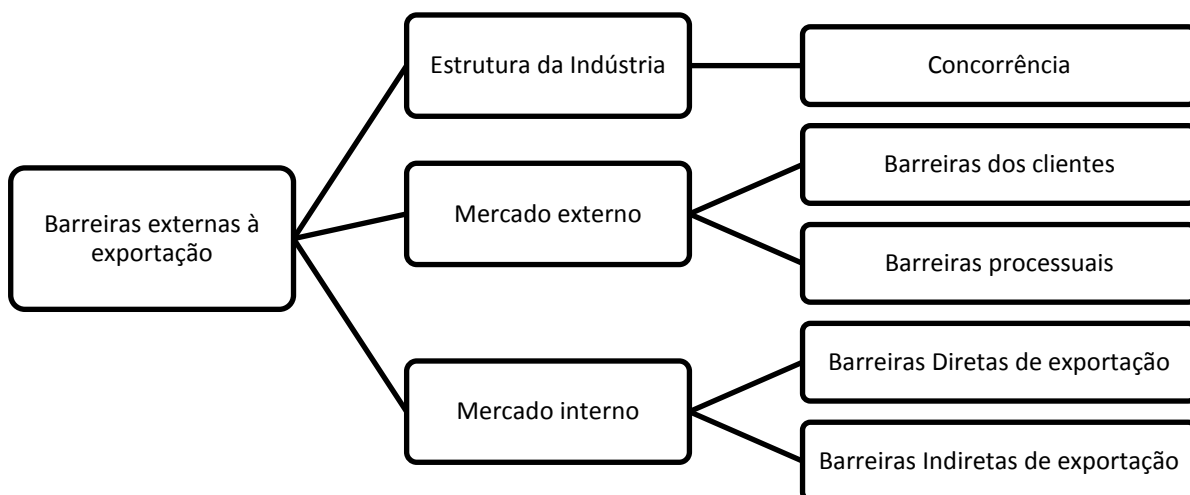 Estrutura da Indústria
Concorrência
Barreiras externas à
exportação
Mercado externo
Barreiras dos clientes
Barreiras processuais
Mercado interno
Barreiras Diretas de exportação
Barreiras Indiretas de exportação